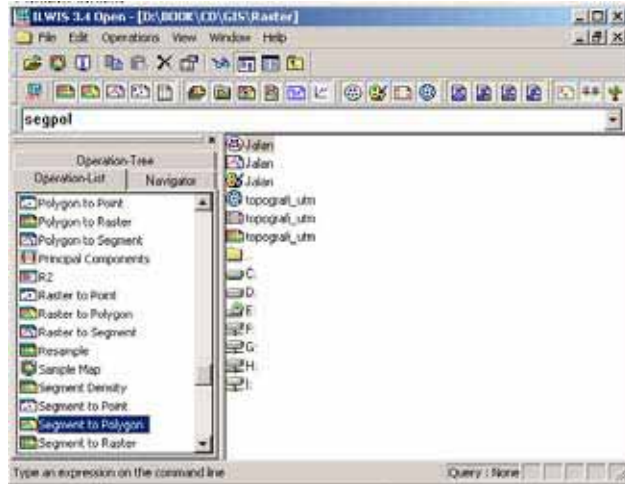 ILWIS 3.4 Open - [D:\BOOK\CD\GIS\Raster]
File Edit Operations View Window Help
segpol
Operation-Tree
Operation-List Navigator
Polygon to Point
Polygon to Raster
Polygon to Segment
Principal Components
R2
Raster to Point
Raster to Polygon
Raster to Segment
Resample
Sample Map
Segment Density
Segment to Point
Segment to Polygon
Segment to Raster
Jalan
Jalan
Jalan
topografi_utm
topografi_utm
topografi_utm
..
C:
D:
E:
F:
G:
H:
I:
Type an expression on the command line
Query : None